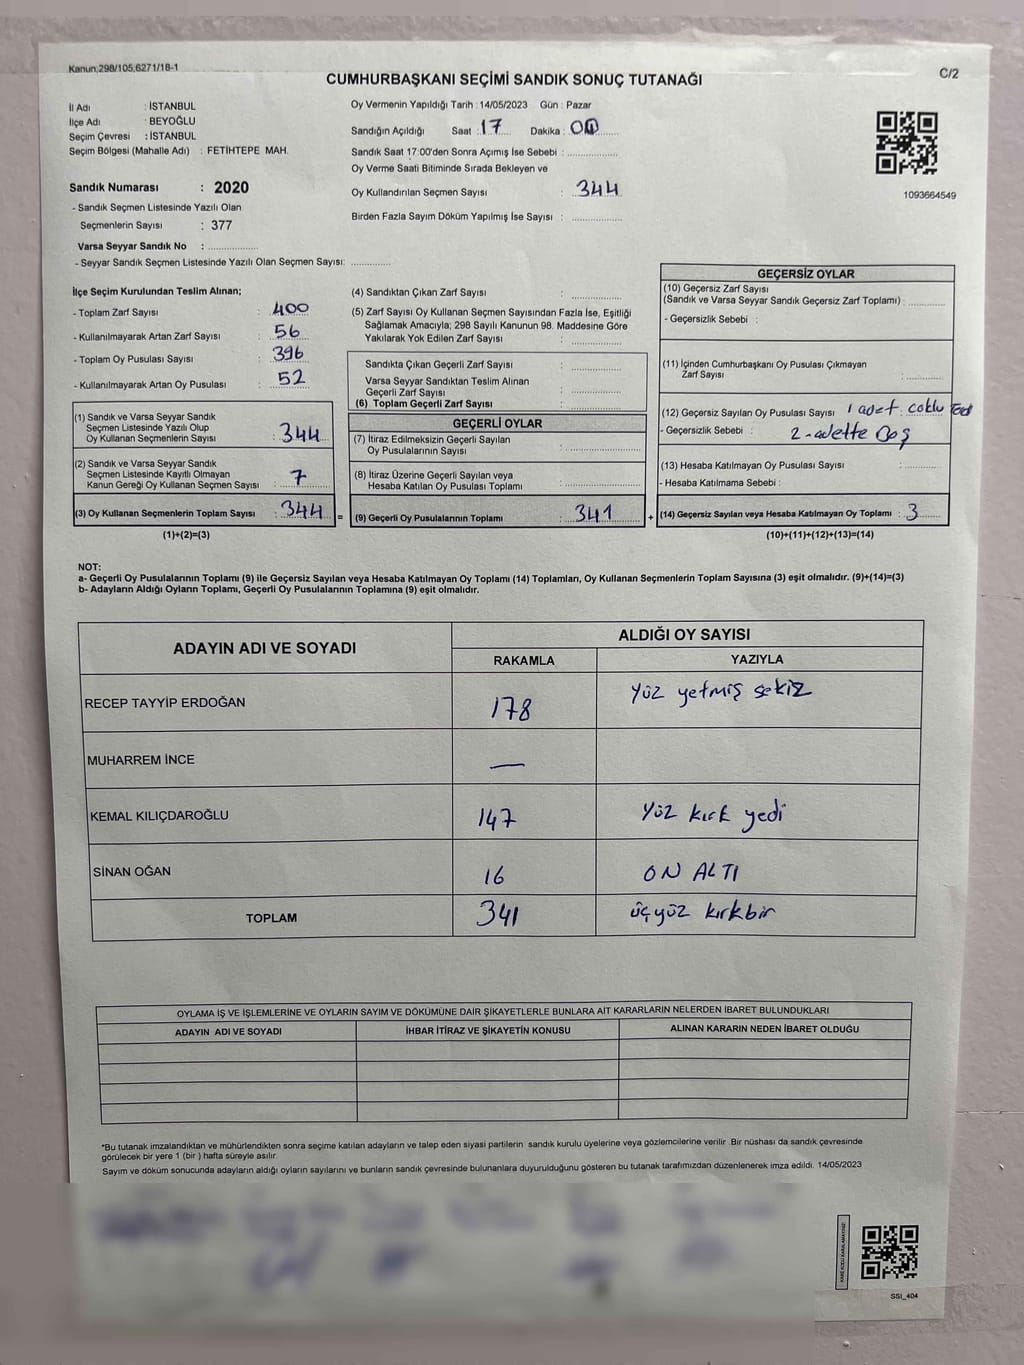 Kanun:298/105,6271/18-1
CUMHURBAŞKANI SEÇİMİ SANDIK SONUÇ TUTANAĞI
C/2
İl Adı : İSTANBUL
İlçe Adı : BEYOĞLU
Seçim Çevresi : İSTANBUL
Seçim Bölgesi (Mahalle Adı) : FETİHTEPE MAH.
Sandık Numarası : 2020
- Sandık Seçmen Listesinde Yazılı Olan
Seçmenlerin Sayısı : 377
Varsa Seyyar Sandık No :
- Seyyar Sandık Seçmen Listesinde Yazılı Olan Seçmen Sayısı:
Oy Vermenin Yapıldığı Tarih : 14/05/2023 Gün : Pazar
Sandığın Açıldığı Saat : 17 Dakika :
Sandık Saat 17:00'den Sonra Açımış İse Sebebi :
Oy Verme Saati Bitiminde Sırada Bekleyen ve
Oy Kullandırılan Seçmen Sayısı : 344
Birden Fazla Sayım Döküm Yapılmış İse Sayısı :
1093664549
İlçe Seçim Kurulundan Teslim Alınan;
- Toplam Zarf Sayısı : 400
- Kullanılmayarak Artan Zarf Sayısı : 56
- Toplam Oy Pusulası Sayısı : 396
- Kullanılmayarak Artan Oy Pusulası : 52
(1) Sandık ve Varsa Seyyar Sandık
Seçmen Listesinde Yazılı Olup
Oy Kullanan Seçmenlerin Sayısı : 344
(2) Sandık ve Varsa Seyyar Sandık
Seçmen Listesinde Kayıtlı Olmayan
Kanun Gereği Oy Kullanan Seçmen Sayısı : 7
(3) Oy Kullanan Seçmenlerin Toplam Sayısı : 344 =
(1)+(2)=(3)
(4) Sandıktan Çıkan Zarf Sayısı :
(5) Zarf Sayısı Oy Kullanan Seçmen Sayısından Fazla İse, Eşitliği
Sağlamak Amacıyla; 298 Sayılı Kanunun 98. Maddesine Göre
Yakılarak Yok Edilen Zarf Sayısı :
Sandıkta Çıkan Geçerli Zarf Sayısı :
Varsa Seyyar Sandıktan Teslim Alınan
Geçerli Zarf Sayısı :
(6) Toplam Geçerli Zarf Sayısı :
GEÇERLİ OYLAR
(7) İtiraz Edilmeksizin Geçerli Sayılan
Oy Pusulalarının Sayısı :
(8) İtiraz Üzerine Geçerli Sayılan veya
Hesaba Katılan Oy Pusulası Toplamı :
(9) Geçerli Oy Pusulalarının Toplamı : 341 +
GEÇERSİZ OYLAR
(10) Geçersiz Zarf Sayısı
(Sandık ve Varsa Seyyar Sandık Geçersiz Zarf Toplamı) :
- Geçersizlik Sebebi :
(11) İçinden Cumhurbaşkanı Oy Pusulası Çıkmayan
Zarf Sayısı :
(12) Geçersiz Sayılan Oy Pusulası Sayısı 1 adet. coklu
- Geçersizlik Sebebi : 2-adette Boş
(13) Hesaba Katılmayan Oy Pusulası Sayısı :
- Hesaba Katılmama Sebebi :
(14) Geçersiz Sayılan veya Hesaba Katılmayan Oy Toplamı : 3
(10)+(11)+(12)+(13)=(14)
NOT:
a- Geçerli Oy Pusulalarının Toplamı (9) ile Geçersiz Sayılan veya Hesaba Katılmayan Oy Toplamı (14) Toplamları, Oy Kullanan Seçmenlerin Toplam Sayısına (3) eşit olmalıdır. (9)+(14)=(3)
b- Adayların Aldığı Oyların Toplamı, Geçerli Oy Pusulalarının Toplamına (9) eşit olmalıdır.
ADAYIN ADI VE SOYADI ALDIĞI OY SAYISI
RAKAMLA YAZIYLA
RECEP TAYYİP ERDOĞAN 178 Yüz yetmiş sekiz
MUHARREM İNCE —
KEMAL KILIÇDAROĞLU 147 Yüz kırk yedi
SİNAN OĞAN 16 ON ALTI
TOPLAM 341 üçyüz kırkbir
OYLAMA İŞ VE İŞLEMLERİNE VE OYLARIN SAYIM VE DÖKÜMÜNE DAİR ŞİKAYETLERLE BUNLARA AİT KARARLARIN NELERDEN İBARET BULUNDUKLARI
ADAYIN ADI VE SOYADI İHBAR İTİRAZ VE ŞİKAYETİN KONUSU ALINAN KARARIN NEDEN İBARET OLDUĞU
*Bu tutanak imzalandıktan ve mühürlendikten sonra seçime katılan adayların ve talep eden siyasi partilerin sandık kurulu üyelerine veya gözlemcilerine verilir .Bir nüshası da sandık çevresinde
görülecek bir yere 1 (bir ) hafta süreyle asılır.
Sayım ve döküm sonucunda adayların aldığı oyların sayılarını ve bunların sandık çevresinde bulunanlara duyurulduğunu gösteren bu tutanak tarafımızdan düzenlenerek imza edildi. 14/05/2023
SSI_404